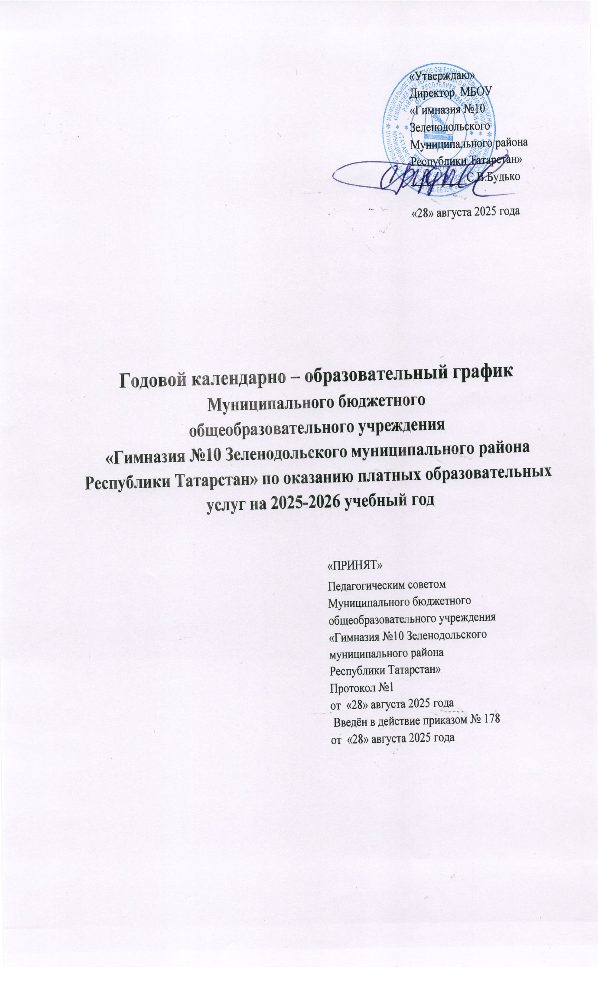 «Утверждаю»
Директор МБОУ
«Гимназия №10
Зеленодольского
Муниципального района
Республики Татарстан»
С.В.Будько
«28» августа 2025 года
Годовой календарно – образовательный график
Муниципального бюджетного
общеобразовательного учреждения
«Гимназия №10 Зеленодольского муниципального района
Республики Татарстан» по оказанию платных образовательных
услуг на 2025-2026 учебный год
«ПРИНЯТ»
Педагогическим советом
Муниципального бюджетного
общеобразовательного учреждения
«Гимназия №10 Зеленодольского
муниципального района
Республики Татарстан»
Протокол №1
от «28» августа 2025 года
Введён в действие приказом № 178
от «28» августа 2025 года